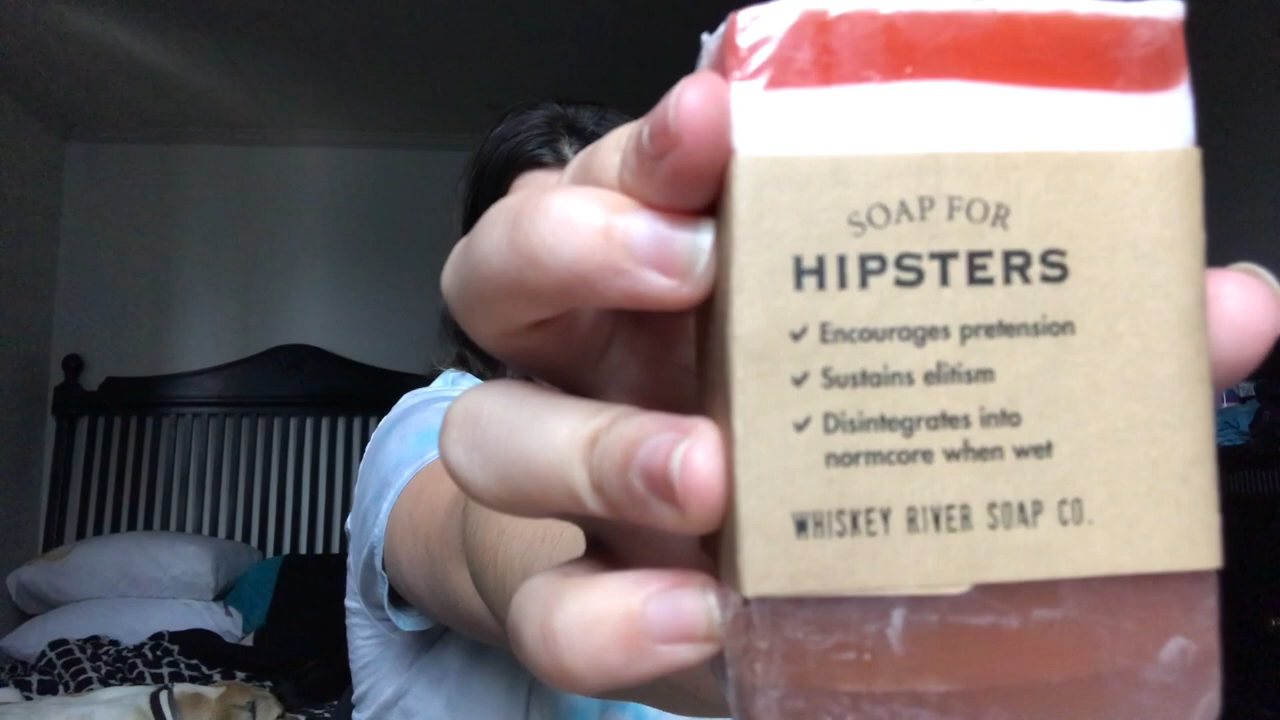 SOAP FOR
HIPSTERS
✓ Encourages pretension
✓ Sustains elitism
✓ Disintegrates into
normcore when wet
WHISKEY RIVER SOAP CO.